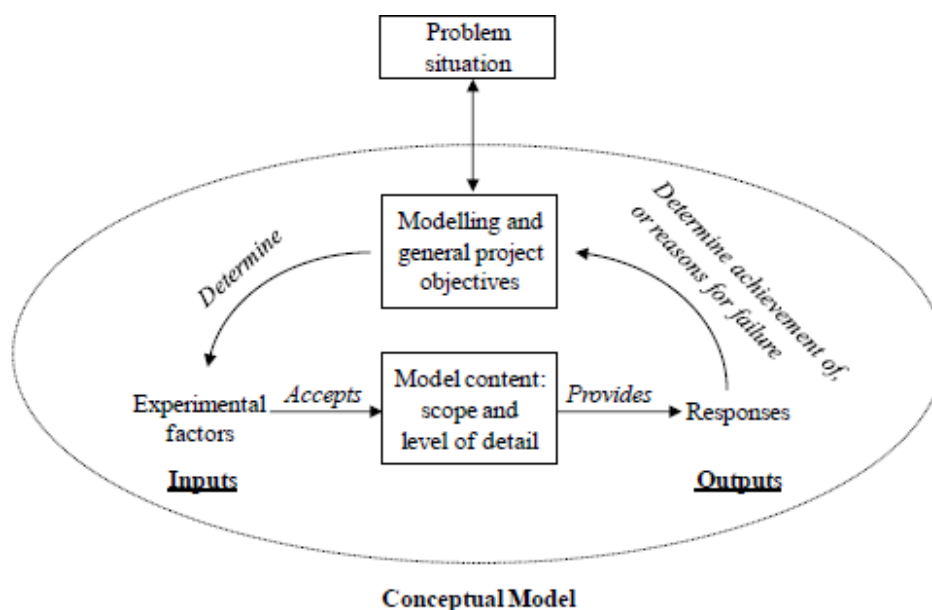 Problem
situation
Modelling and
general project
objectives
Determine
Determine achievement of,
or reasons for failure
Experimental
factors
Accepts
Model content:
scope and
level of detail
Provides
Responses
Inputs
Outputs
Conceptual Model